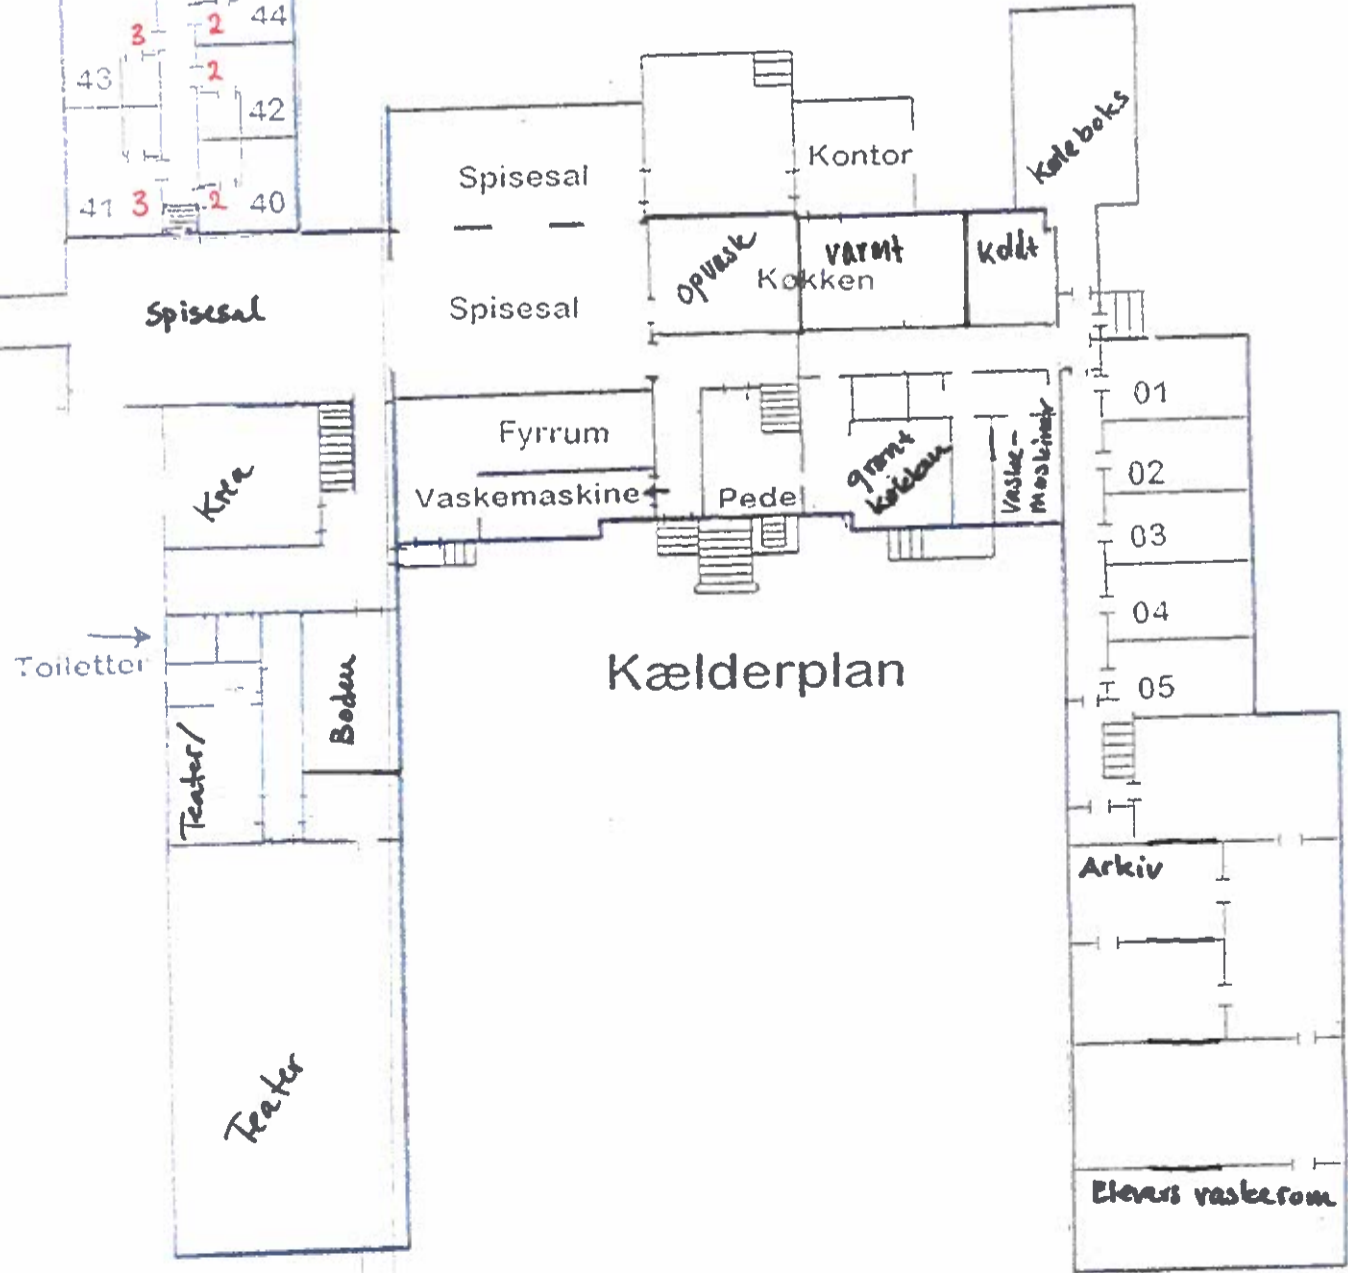 3 2 44
43 2
42
41 3 2 40
Spisesal
Kontor
Køleboks
Spisesal
Spisesal
opvask
varmt
Koldt
Køkken
01
Fyrrum
Krea
grønt
køkken
vaske-
maskiner
02
Vaskemaskine
Pedel
03
04
Toiletter
Boden
Kælderplan
05
Teater/
Arkiv
Teater
Elevers vaskerom